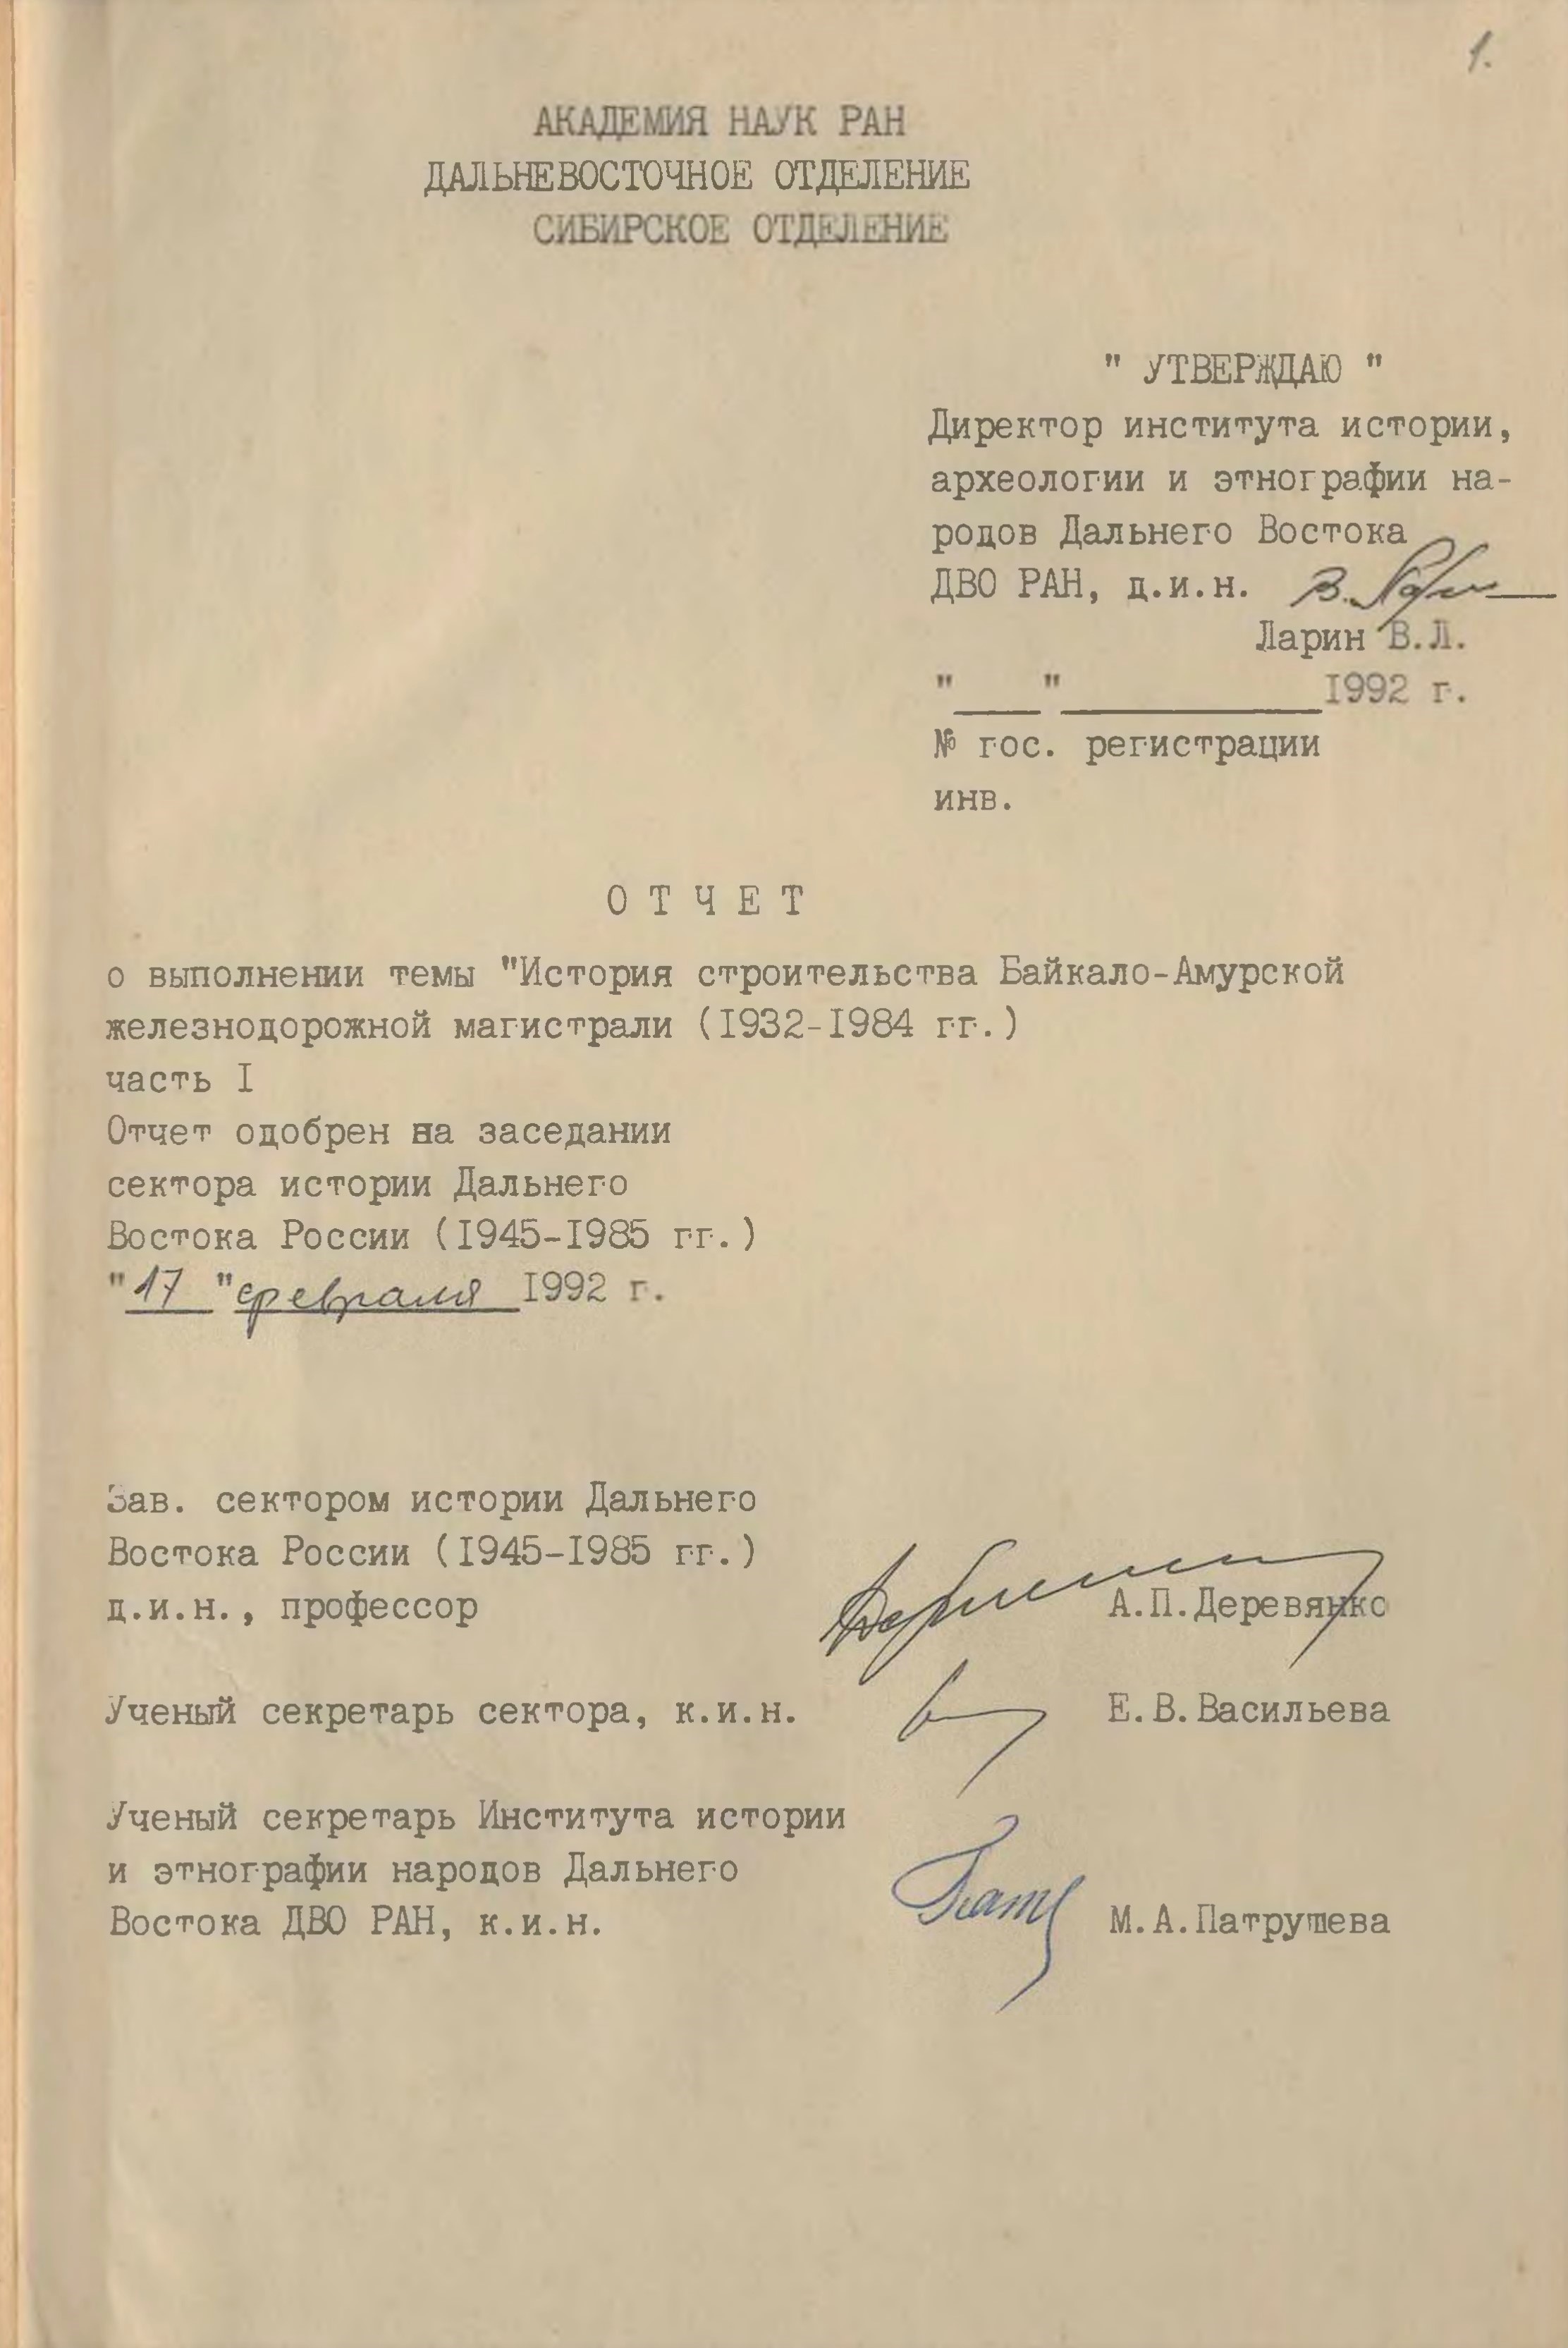 1.
АКАДЕМИЯ НАУК РАН
ДАЛЬНЕВОСТОЧНОЕ ОТДЕЛЕНИЕ
СИБИРСКОЕ ОТДЕЛЕНИЕ
" УТВЕРЖДАЮ "
Директор института истории,
археологии и этнографии на-
родов Дальнего Востока
ДВО РАН, д.и.н.
Ларин В.Л.
"___"__________1992 г.
№ гос. регистрации
инв.
О Т Ч Е Т
о выполнении темы "История строительства Байкало-Амурской
железнодорожной магистрали (1932-1984 гг.)
часть I
Отчет одобрен на заседании
сектора истории Дальнего
Востока России (1945-1985 гг.)
"17 "февраля 1992 г.
Зав. сектором истории Дальнего
Востока России (1945-1985 гг.)
д.и.н., профессор
А.П.Деревянко
Ученый секретарь сектора, к.и.н.
Е.В.Васильева
Ученый секретарь Института истории
и этнографии народов Дальнего
Востока ДВО РАН, к.и.н.
М.А.Патрушева